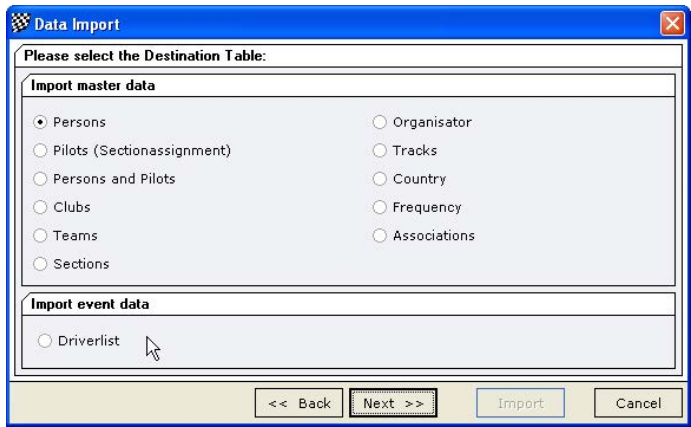 Data Import
Please select the Destination Table:
Import master data
Persons
Pilots (Sectionassignment)
Persons and Pilots
Clubs
Teams
Sections
Organisator
Tracks
Country
Frequency
Associations
Import event data
Driverlist
<< Back
Next >>
Import
Cancel